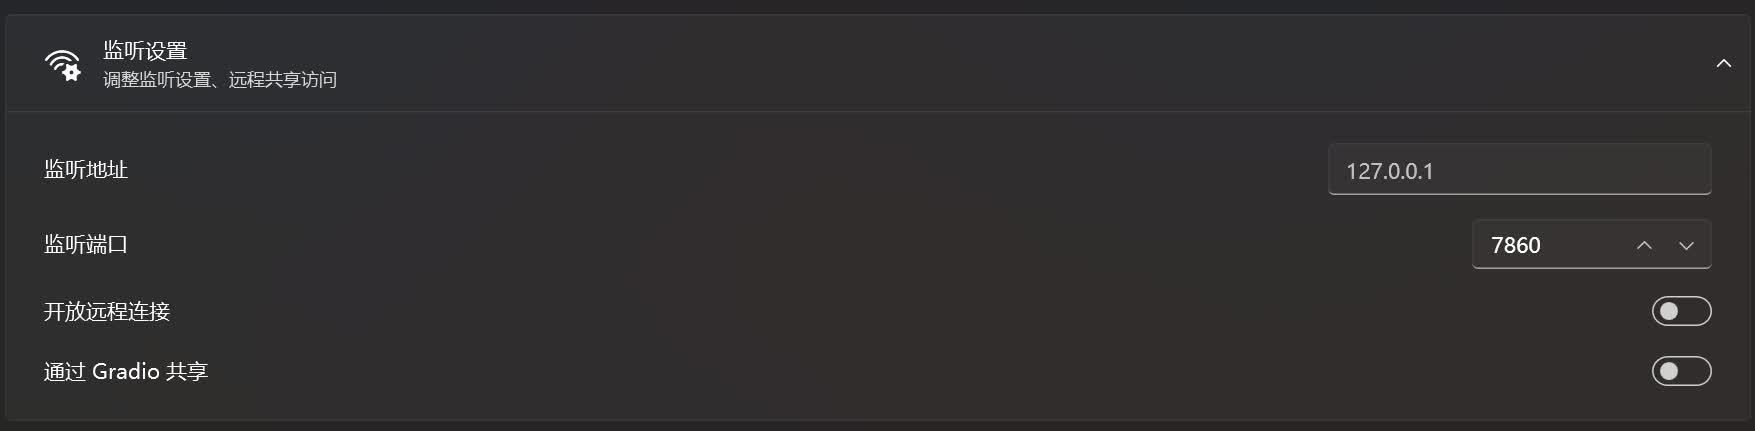 监听设置
调整监听设置、远程共享访问
监听地址
127.0.0.1
监听端口
7860
开放远程连接
通过 Gradio 共享